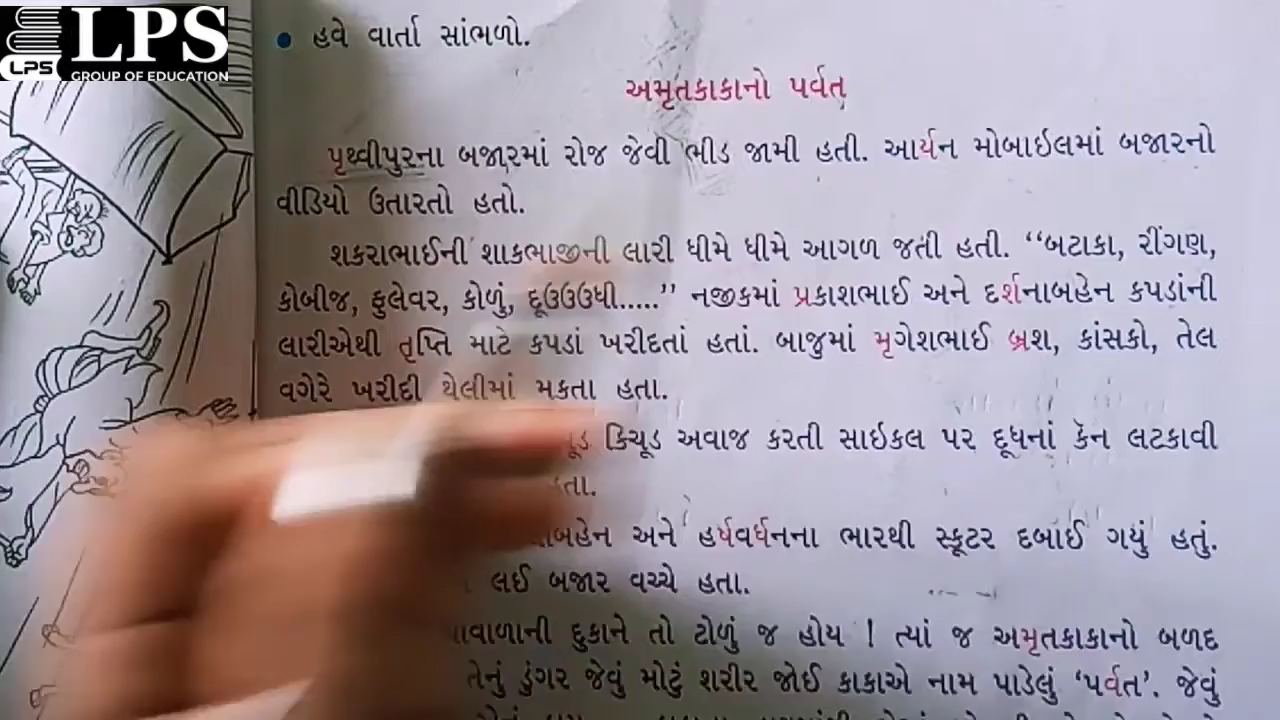 LPS
LPS
GROUP OF EDUCATION
● હવે વાર્તા સાંભળો.
અમૃતકાકાનો પર્વત
પૃથ્વીપુરના બજારમાં રોજ જેવી ભીડ જામી હતી. આર્યન મોબાઇલમાં બજારનો
વીડિયો ઉતારતો હતો.
શકરાભાઈની શાકભાજીની લારી ધીમે ધીમે આગળ જતી હતી. “બટાકા, રીંગણ,
કોબીજ, ફુલેવર, કોળું, દૂઉઉઉધી.....” નજીકમાં પ્રકાશભાઈ અને દર્શનાબહેન કપડાંની
લારીએથી તૃપ્તિ માટે કપડાં ખરીદતાં હતાં. બાજુમાં મૃગેશભાઈ બ્રશ, કાંસકો, તેલ
વગેરે ખરીદી થેલીમાં મૂકતા હતા.
કિચૂડ અવાજ કરતી સાઇકલ પર દૂધનાં કૅન લટકાવી
અને હર્ષવર્ધનના ભારથી સ્કૂટર દબાઈ ગયું હતું.
લઈ બજાર વચ્ચે હતા.
દુકાને તો ટોળું જ હોય ! ત્યાં જ અમૃતકાકાનો બળદ
તેનું ડુંગર જેવું મોટું શરીર જોઈ કાકાએ નામ પાડેલું ‘પર્વત’. જેવું